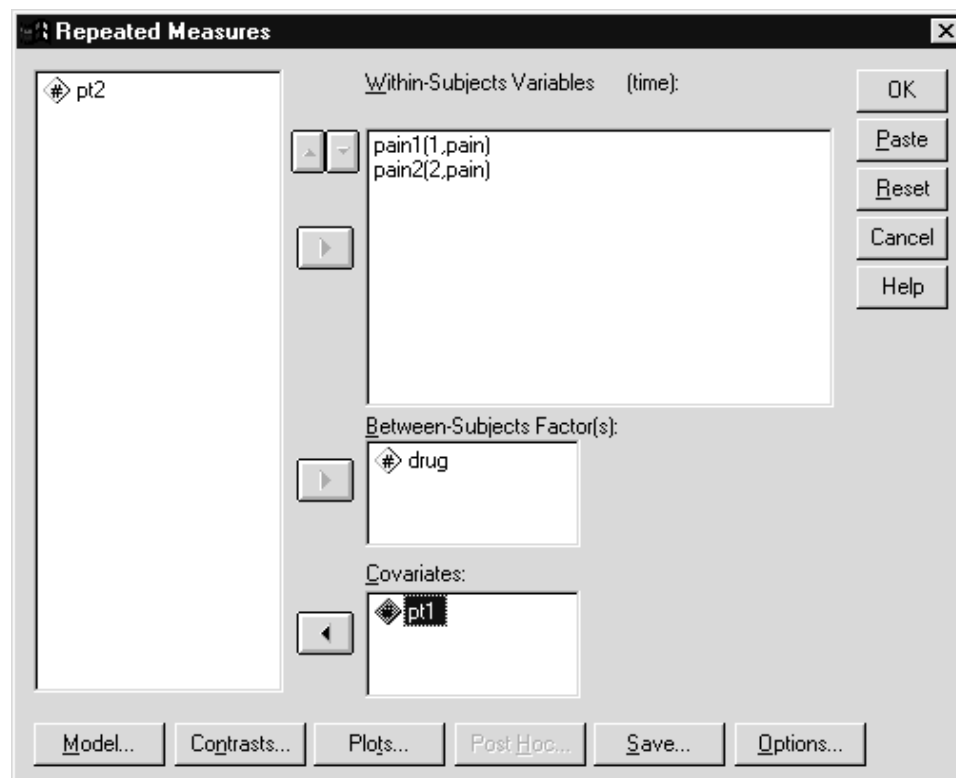 Repeated Measures
# pt2
Within-Subjects Variables (time):
pain1(1,pain)
pain2(2,pain)
OK
Paste
Reset
Cancel
Help
Between-Subjects Factor(s):
# drug
Covariates:
# pt1
Model...
Contrasts...
Plots...
Post Hoc...
Save...
Options...